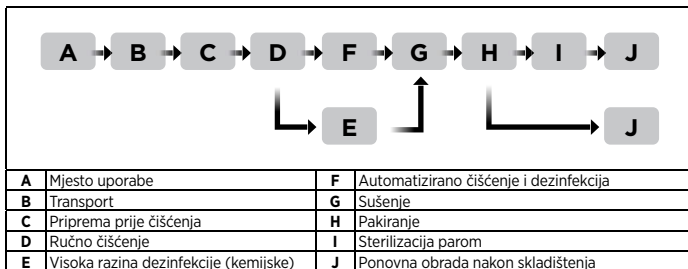 A B C D F G H I J
E J
A Mjesto uporabe F Automatizirano čišćenje i dezinfekcija
B Transport G Sušenje
C Priprema prije čišćenja H Pakiranje
D Ručno čišćenje I Sterilizacija parom
E Visoka razina dezinfekcije (kemijske) J Ponovna obrada nakon skladištenja